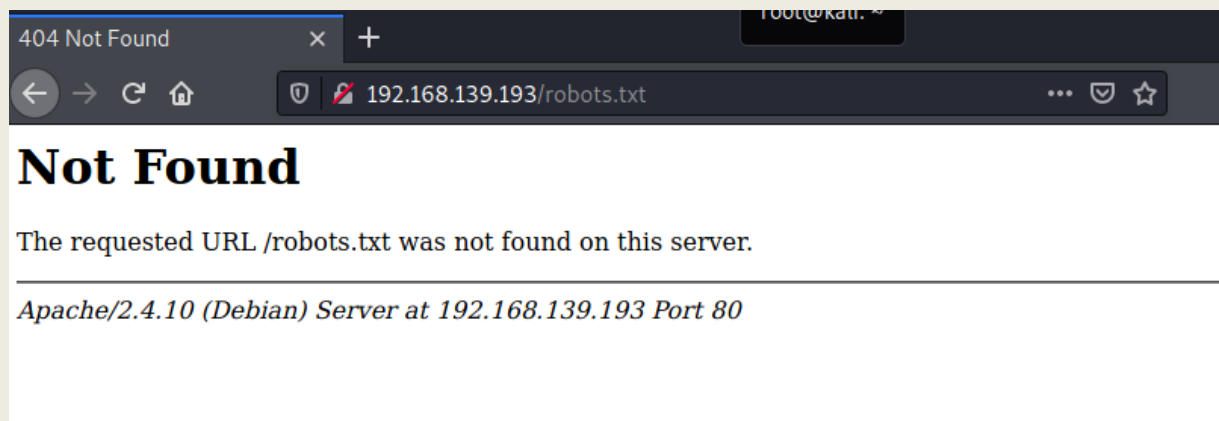 root@kali: ~
404 Not Found
192.168.139.193/robots.txt
Not Found
The requested URL /robots.txt was not found on this server.
Apache/2.4.10 (Debian) Server at 192.168.139.193 Port 80